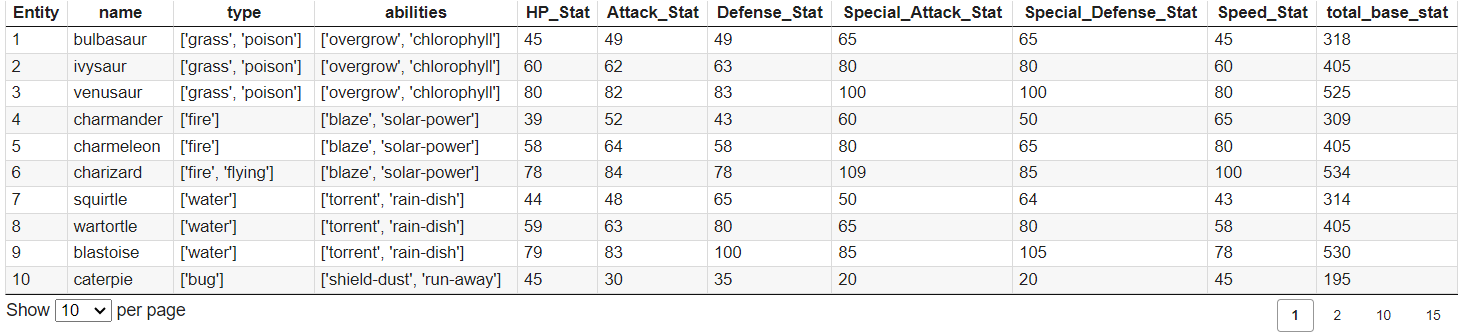 Entity name type abilities HP_Stat Attack_Stat Defense_Stat Special_Attack_Stat Special_Defense_Stat Speed_Stat total_base_stat
1 bulbasaur ['grass', 'poison'] ['overgrow', 'chlorophyll'] 45 49 49 65 65 45 318
2 ivysaur ['grass', 'poison'] ['overgrow', 'chlorophyll'] 60 62 63 80 80 60 405
3 venusaur ['grass', 'poison'] ['overgrow', 'chlorophyll'] 80 82 83 100 100 80 525
4 charmander ['fire'] ['blaze', 'solar-power'] 39 52 43 60 50 65 309
5 charmeleon ['fire'] ['blaze', 'solar-power'] 58 64 58 80 65 80 405
6 charizard ['fire', 'flying'] ['blaze', 'solar-power'] 78 84 78 109 85 100 534
7 squirtle ['water'] ['torrent', 'rain-dish'] 44 48 65 50 64 43 314
8 wartortle ['water'] ['torrent', 'rain-dish'] 59 63 80 65 80 58 405
9 blastoise ['water'] ['torrent', 'rain-dish'] 79 83 100 85 105 78 530
10 caterpie ['bug'] ['shield-dust', 'run-away'] 45 30 35 20 20 45 195
Show 10 per page 1 2 10 15